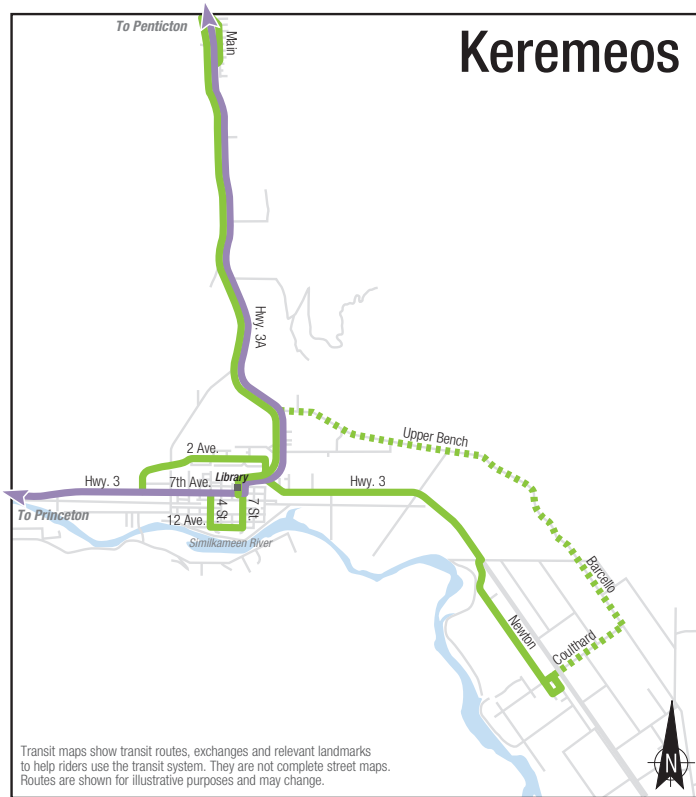 To Penticton
Main
Keremeos
Hwy. 3A
Upper Bench
2 Ave.
Library
Hwy. 3
7th Ave.
Hwy. 3
To Princeton
4 St.
7 St.
12 Ave.
Similkameen River
Barcello
Newton
Coulthard
Transit maps show transit routes, exchanges and relevant landmarks
to help riders use the transit system. They are not complete street maps.
Routes are shown for illustrative purposes and may change.
N